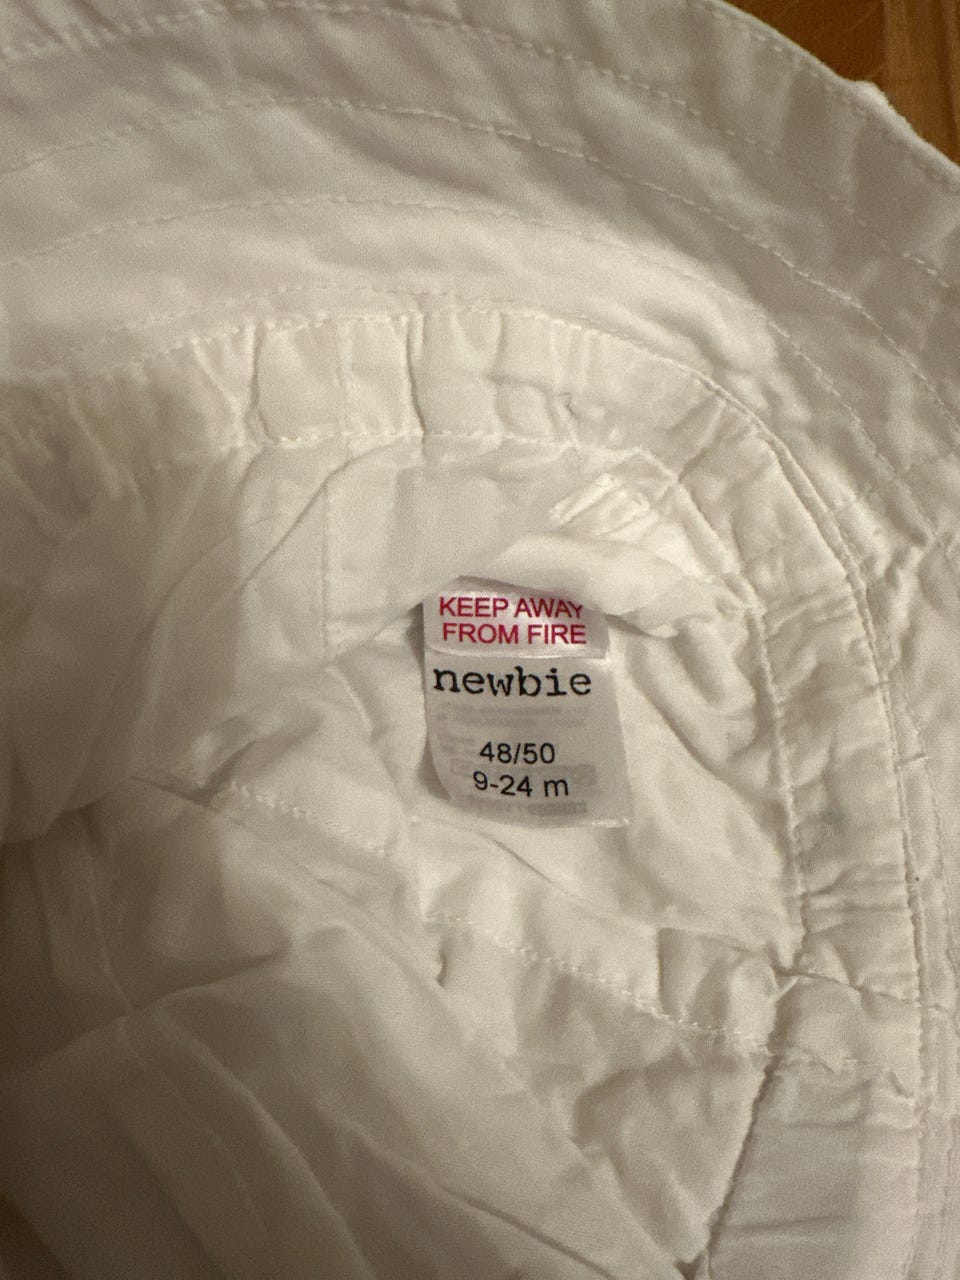 KEEP AWAY
FROM FIRE
newbie
48/50
9-24 m